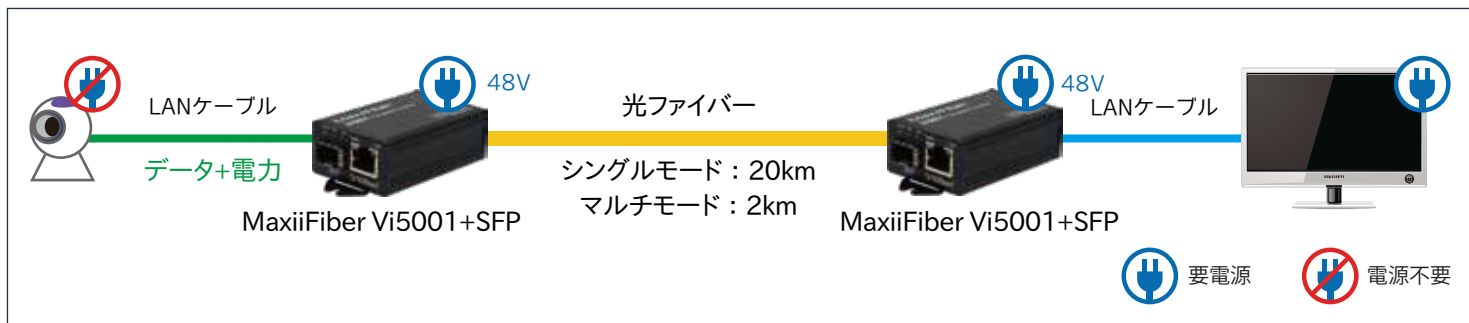 48V
48V
LANケーブル
光ファイバー
LANケーブル
データ+電力
シングルモード：20km
マルチモード：2km
MaxiiFiber Vi5001+SFP
MaxiiFiber Vi5001+SFP
要電源
電源不要